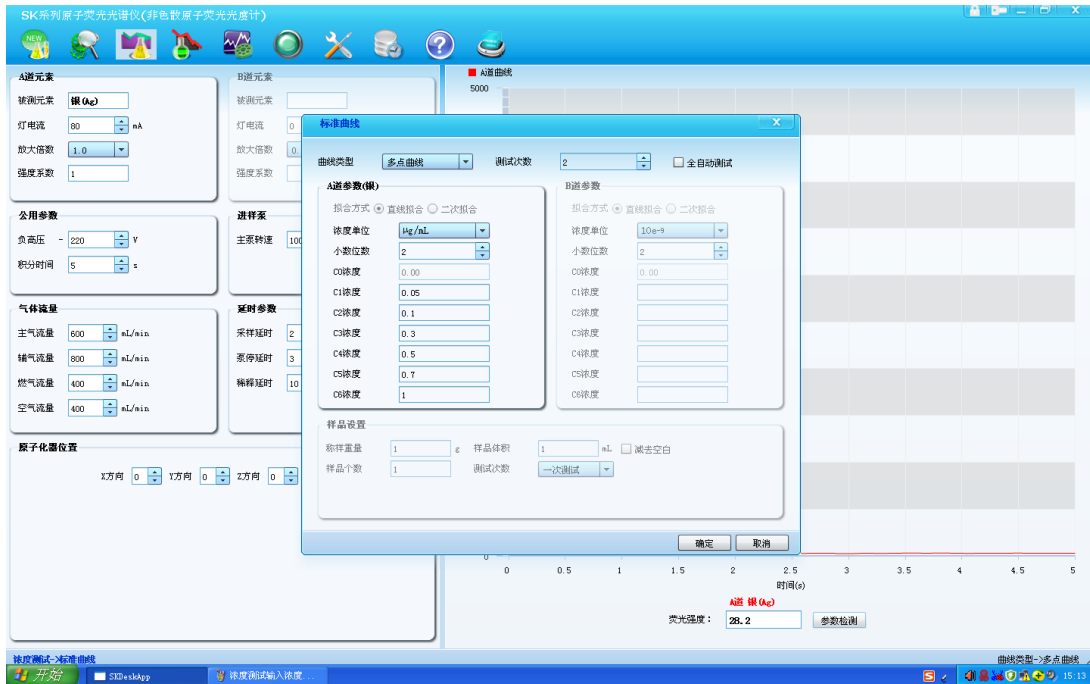 SK系列原子荧光光谱仪(非色散原子荧光光度计)
NEW
A道元素
被测元素 银(Ag)
灯电流 80 mA
放大倍数 1.0
强度系数 1
B道元素
被测元素
灯电流 0
放大倍数 0.
强度系数
公用参数
负高压 - 220 V
积分时间 5 s
进样泵
主泵转速 100
气体流量
主气流量 600 mL/min
辅气流量 800 mL/min
燃气流量 400 mL/min
空气流量 400 mL/min
延时参数
采样延时 2
泵停延时 3
稀释延时 10
原子化器位置
X方向 0 Y方向 0 Z方向 0
标准曲线
曲线类型 多点曲线 测试次数 2 全自动测试
A道参数(银)
拟合方式 直线拟合 二次拟合
浓度单位 μg/mL
小数位数 2
C0浓度 0.00
C1浓度 0.05
C2浓度 0.1
C3浓度 0.3
C4浓度 0.5
C5浓度 0.7
C6浓度 1
B道参数
拟合方式 直线拟合 二次拟合
浓度单位 10e-9
小数位数 2
C0浓度 0.00
C1浓度
C2浓度
C3浓度
C4浓度
C5浓度
C6浓度
样品设置
称样重量 1 g 样品体积 1 mL 减去空白
样品个数 1 测试次数 一次测试
确定 取消
A道曲线
5000
0
0 0.5 1 1.5 2 2.5 3 3.5 4 4.5 5
时间(s)
A道 银(Ag)
荧光强度: 28.2 参数检测
浓度测试->标准曲线 曲线类型->多点曲线
开始 SKDeskApp 浓度测试输入浓度... 15:13